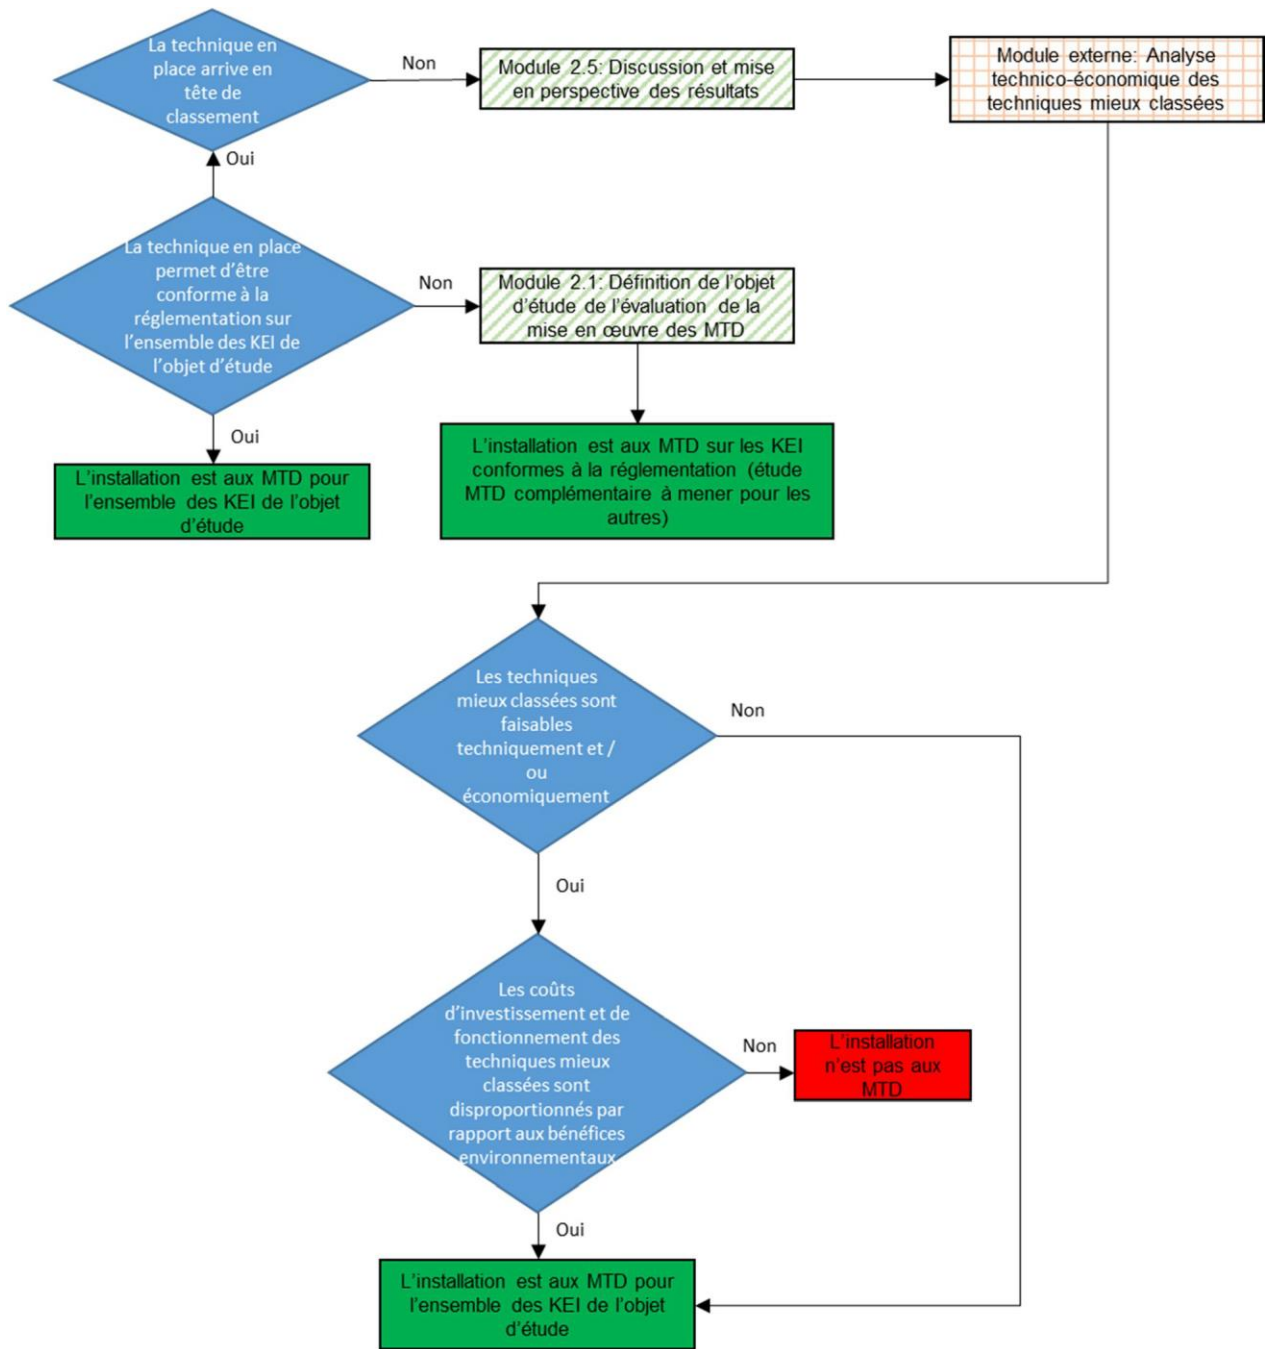 La technique en
place arrive en
tête de
classement
Non
Module 2.5: Discussion et mise
en perspective des résultats
Module externe: Analyse
technico-économique des
techniques mieux classées
Oui
La technique en place
permet d'être
conforme à la
réglementation sur
l'ensemble des KEI de
l'objet d'étude
Non
Module 2.1: Définition de l'objet
d'étude de l'évaluation de la
mise en œuvre des MTD
Oui
L'installation est aux MTD pour
l'ensemble des KEI de l'objet
d'étude
L'installation est aux MTD sur les KEI
conformes à la réglementation (étude
MTD complémentaire à mener pour les
autres)
Les techniques
mieux classées sont
faisables
techniquement et /
ou
économiquement
Non
Oui
Les coûts
d'investissement et de
fonctionnement des
techniques mieux
classées sont
disproportionnés par
rapport aux bénéfices
environnementaux
Non
L'installation
n'est pas aux
MTD
Oui
L'installation est aux MTD pour
l'ensemble des KEI de l'objet
d'étude